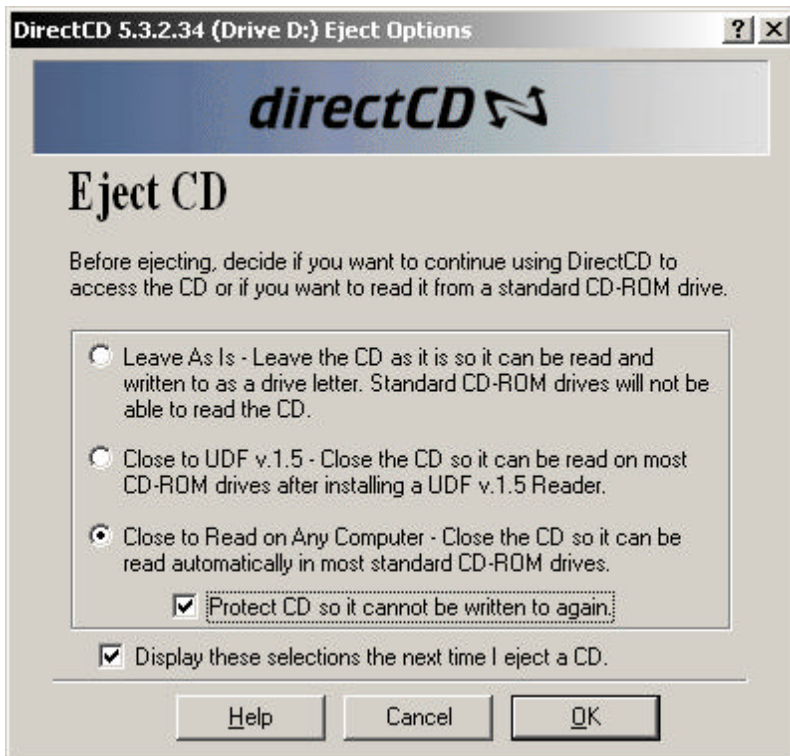 DirectCD 5.3.2.34 (Drive D:) Eject Options
directCD
Eject CD
Before ejecting, decide if you want to continue using DirectCD to
access the CD or if you want to read it from a standard CD-ROM drive.
Leave As Is - Leave the CD as it is so it can be read and
written to as a drive letter. Standard CD-ROM drives will not be
able to read the CD.
Close to UDF v.1.5 - Close the CD so it can be read on most
CD-ROM drives after installing a UDF v.1.5 Reader.
Close to Read on Any Computer - Close the CD so it can be
read automatically in most standard CD-ROM drives.
Protect CD so it cannot be written to again.
Display these selections the next time I eject a CD.
Help Cancel OK